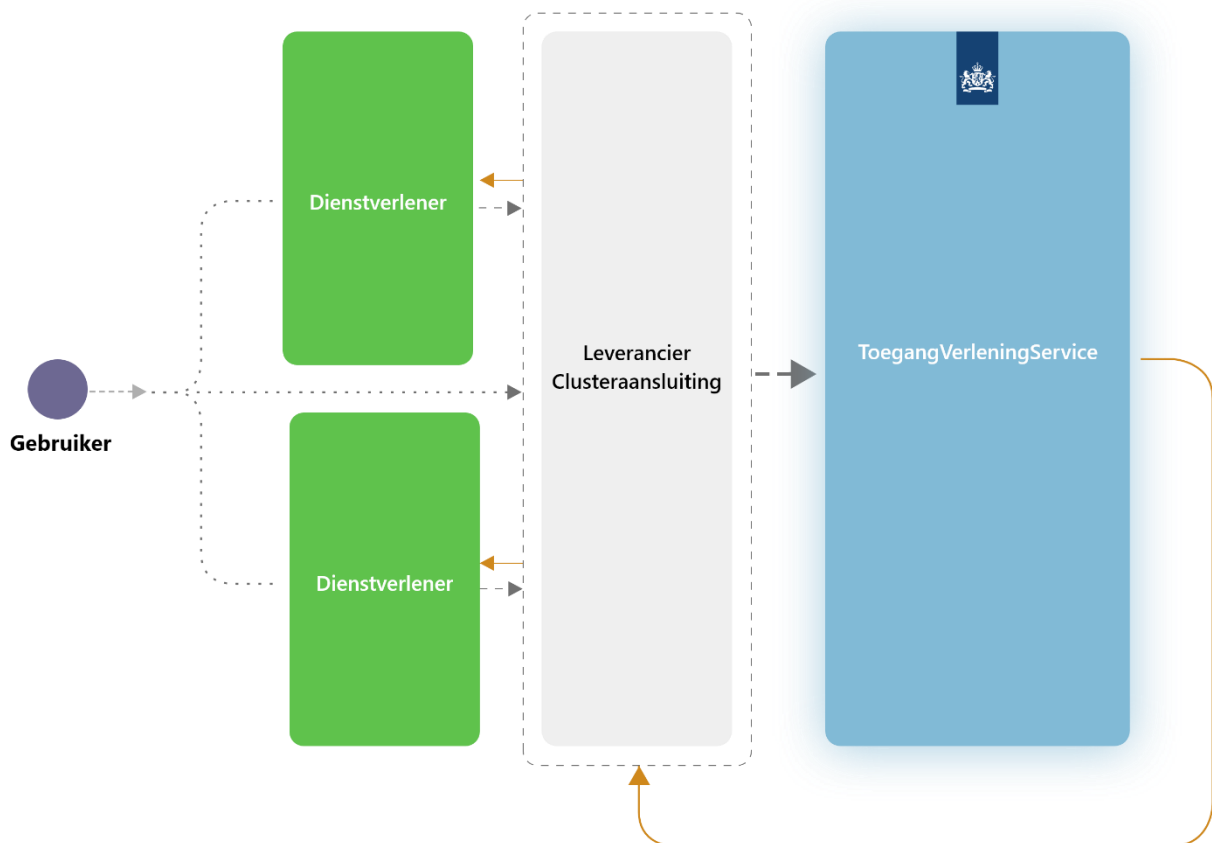 Dienstverlener
Leverancier
Clusteraansluiting
ToegangVerleningService
Gebruiker
Dienstverlener